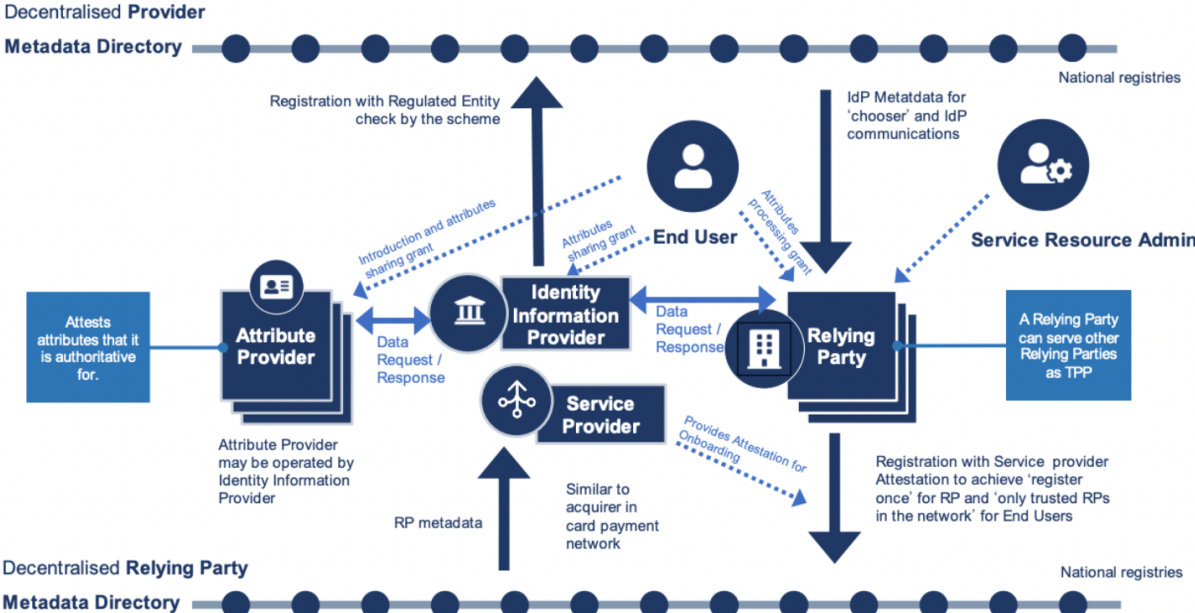 Decentralised Provider
Metadata Directory
National registries
Registration with Regulated Entity
check by the scheme
IdP Metatdata for
‘chooser’ and IdP
communications
Introduction and attributes
sharing grant
Attributes
sharing grant
End User
Attributes
processing grant
Service Resource Admin
Attests
attributes that it
is authoritative
for.
Attribute
Provider
Data
Request /
Response
Identity
Information
Provider
Data
Request /
Response
Relying
Party
A Relying Party
can serve other
Relying Parties
as TPP
Service
Provider
Attribute Provider
may be operated by
Identity Information
Provider
Provides Attestation for
Onboarding
RP metadata
Similar to
acquirer in
card payment
network
Registration with Service provider
Attestation to achieve ‘register
once’ for RP and ‘only trusted RPs
in the network’ for End Users
Decentralised Relying Party
Metadata Directory
National registries